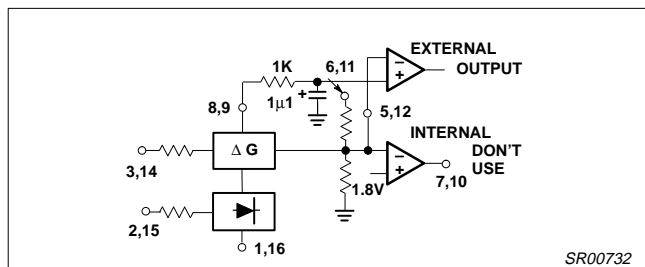 EXTERNAL
OUTPUT
1K
6,11
+
1µ1
8,9
−
+
5,12
INTERNAL
DON'T
USE
Δ G
3,14
−
+
7,10
1.8V
2,15
1,16
SR00732